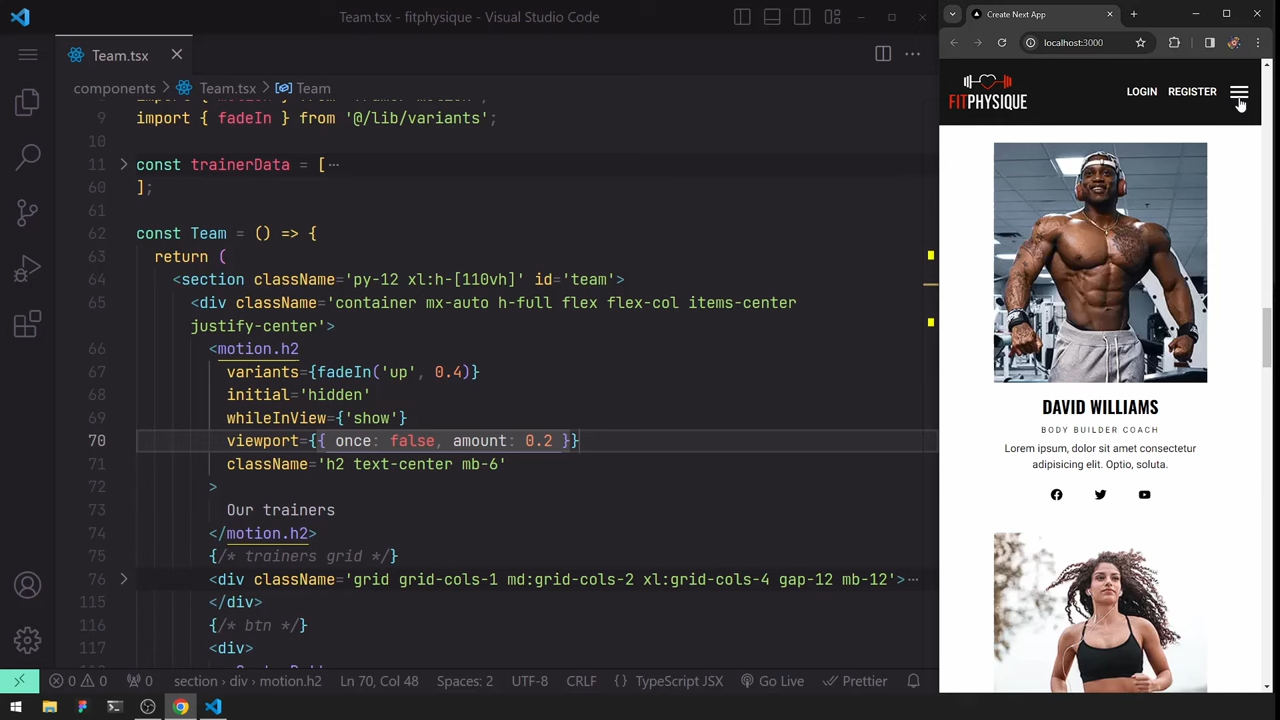 Team.tsx - fitphysique - Visual Studio Code
Team.tsx
components > Team.tsx > Team
9 import { fadeIn } from '@/lib/variants';
10
11 const trainerData = [⋯
60 ];
61
62 const Team = () => {
63 return (
64 <section className='py-12 xl:h-[110vh]' id='team'>
65 <div className='container mx-auto h-full flex flex-col items-center
justify-center'>
66 <motion.h2
67 variants={fadeIn('up', 0.4)}
68 initial='hidden'
69 whileInView={'show'}
70 viewport={{ once: false, amount: 0.2 }}
71 className='h2 text-center mb-6'
72 >
73 Our trainers
74 </motion.h2>
75 {/* trainers grid */}
76 <div className='grid grid-cols-1 md:grid-cols-2 xl:grid-cols-4 gap-12 mb-12'>⋯
115 </div>
116 {/* btn */}
117 <div>
0 0 0 section > div > motion.h2 Ln 70, Col 48 Spaces: 2 UTF-8 CRLF {} TypeScript JSX Go Live Prettier
Create Next App
localhost:3000
FITPHYSIQUE LOGIN REGISTER
DAVID WILLIAMS
BODY BUILDER COACH
Lorem ipsum, dolor sit amet consectetur
adipisicing elit. Optio, soluta.